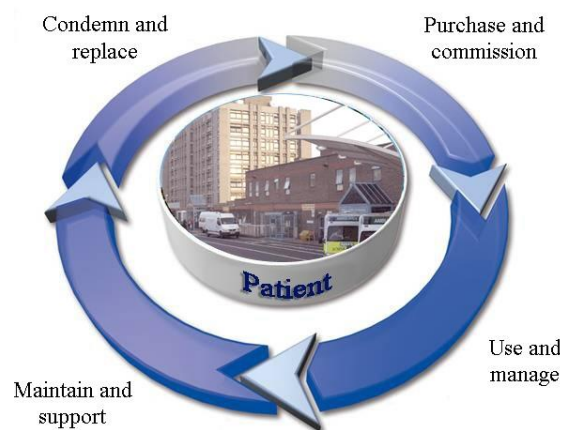 Condemn and
replace
Purchase and
commission
Patient
Use and
manage
Maintain and
support